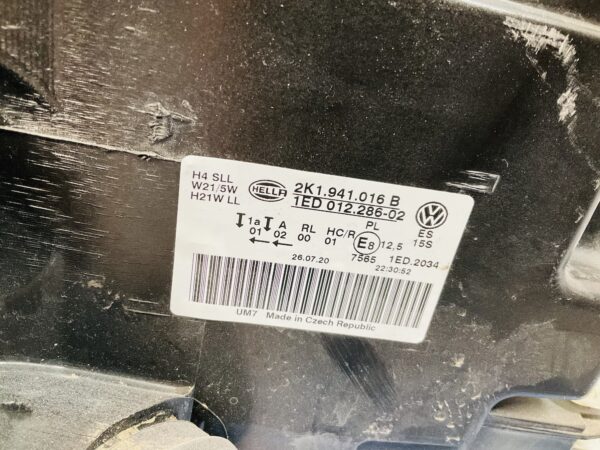 H4 SLL
W21/5W
H21W LL
HELLA
2K1.941.016 B
1ED 012.286-02
PL
ES
15S
1a A RL HC/R E8 12,5
01 02 00 01
7565 1ED.2034
26.07.20
22:30:52
UM7 Made in Czech Republic